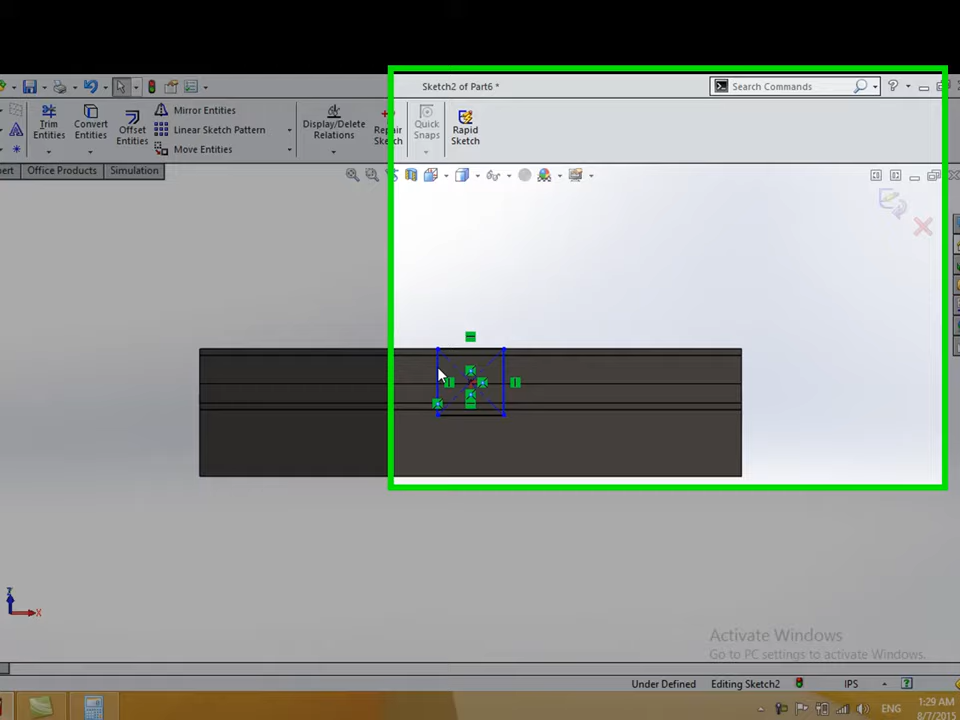 Sketch2 of Part6 *
Search Commands
Trim Entities
Convert Entities
Offset Entities
Mirror Entities
Linear Sketch Pattern
Move Entities
Display/Delete Relations
Repair Sketch
Quick Snaps
Rapid Sketch
Office Products
Simulation
Z
X
Activate Windows
Go to PC settings to activate Windows.
Under Defined
Editing Sketch2
IPS
ENG
1:29 AM
8/7/2015